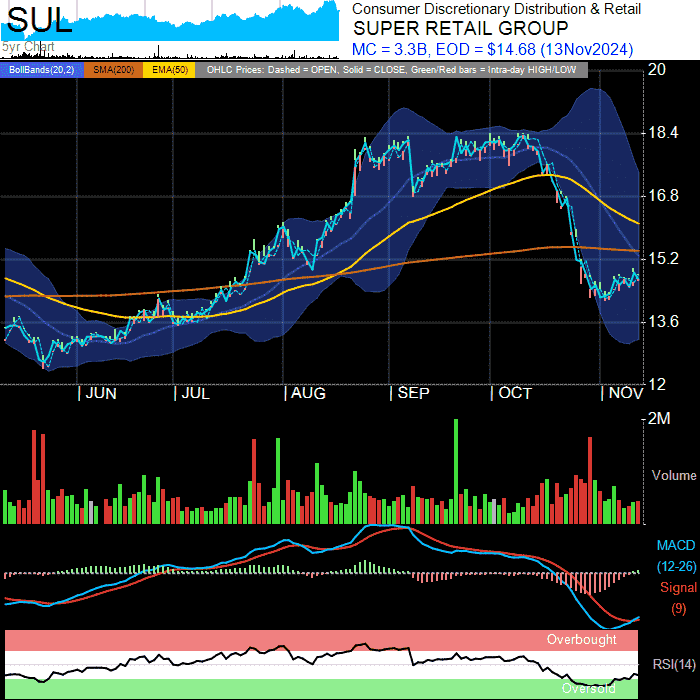 SUL
5yr Chart
Consumer Discretionary Distribution & Retail
SUPER RETAIL GROUP
MC = 3.3B, EOD = $14.68 (13Nov2024)
BollBands(20,2) SMA(200) EMA(50) OHLC Prices: Dashed = OPEN, Solid = CLOSE, Green/Red bars = Intra-day HIGH/LOW
20
18.4
16.8
15.2
13.6
12
| JUN | JUL | AUG | SEP | OCT | NOV
2M
Volume
MACD
(12-26)
Signal
(9)
Overbought
RSI(14)
Oversold